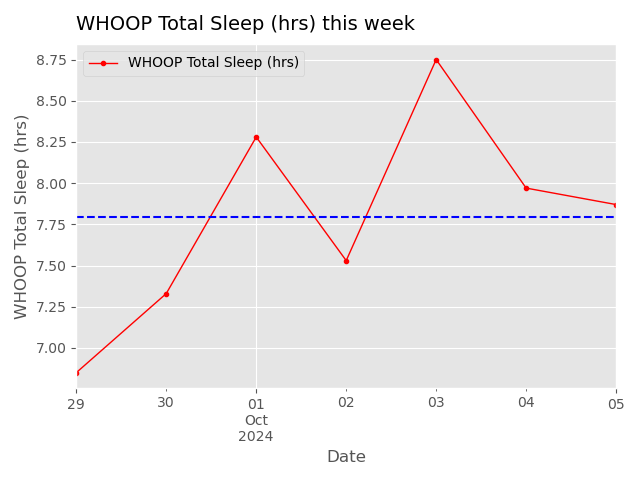 WHOOP Total Sleep (hrs) this week
WHOOP Total Sleep (hrs)
WHOOP Total Sleep (hrs)
8.75
8.50
8.25
8.00
7.75
7.50
7.25
7.00
29 30 01 02 03 04 05
Oct
2024
Date